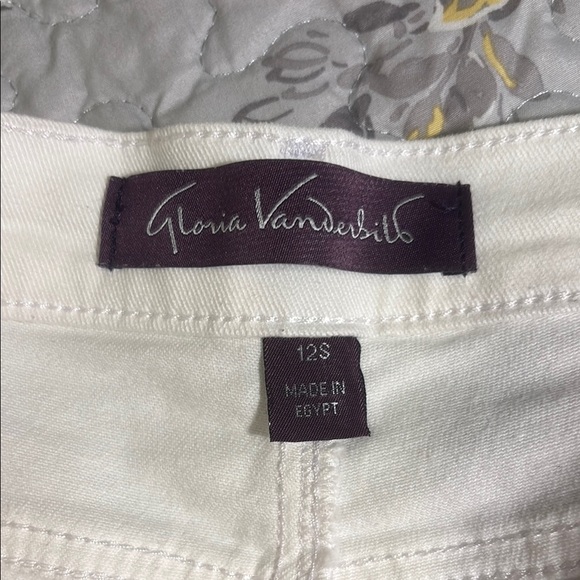 Gloria Vanderbilt
12S
MADE IN
EGYPT